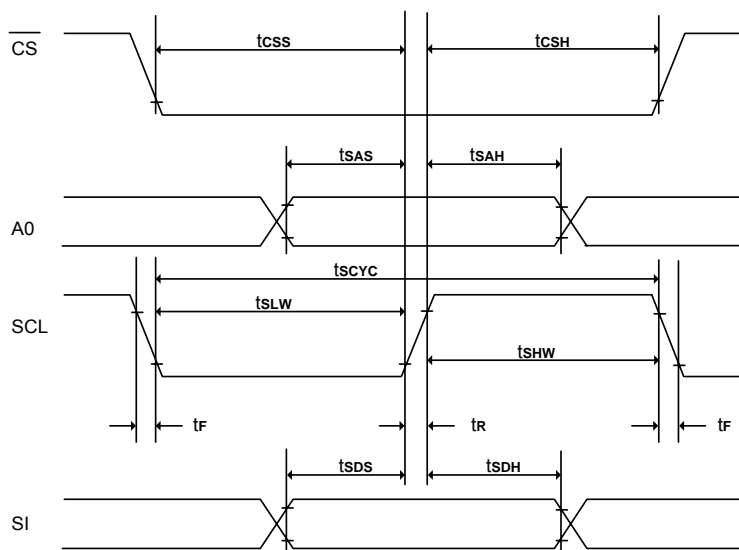 CS
tCSS
tCSH
tSAS
tSAH
A0
tSCYC
SCL
tSLW
tSHW
tF
tR
tF
tSDS
tSDH
SI